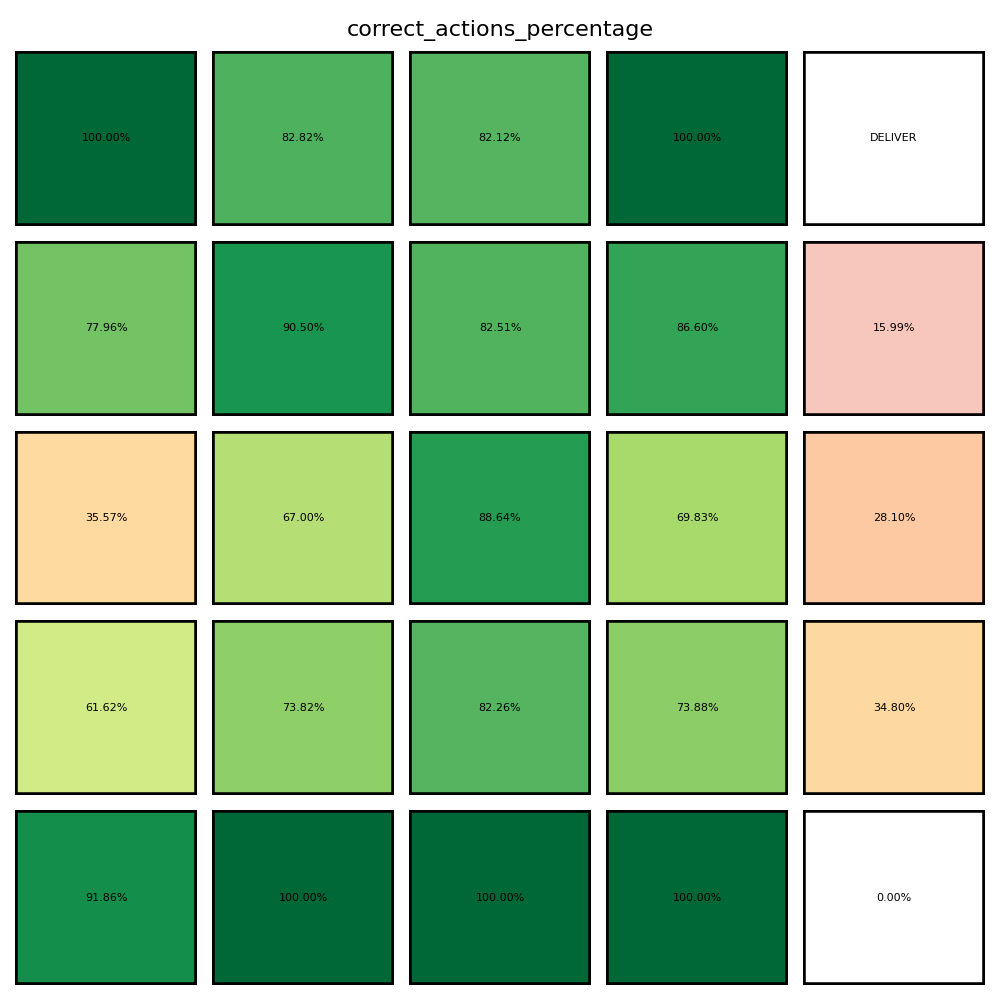 correct_actions_percentage
100.00% 82.82% 82.12% 100.00% DELIVER
77.96% 90.50% 82.51% 86.60% 15.99%
35.57% 67.00% 88.64% 69.83% 28.10%
61.62% 73.82% 82.26% 73.88% 34.80%
91.86% 100.00% 100.00% 100.00% 0.00%